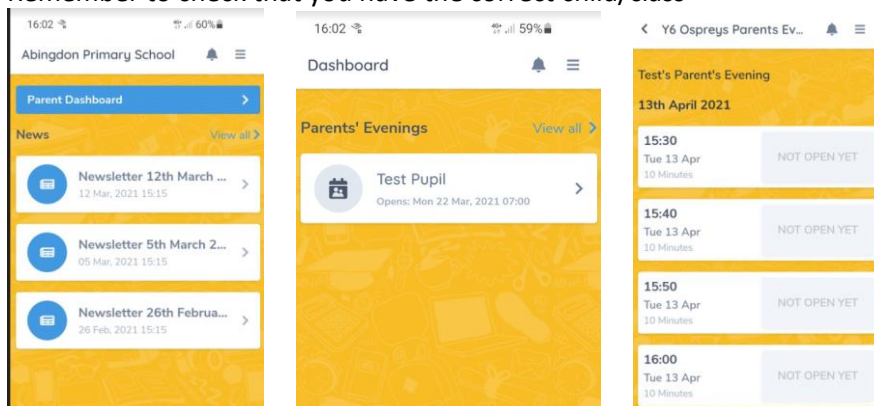 Remember to check that you have the correct child/class
16:02
60%
Abingdon Primary School
Parent Dashboard
News
View all
Newsletter 12th March ...
12 Mar, 2021 15:15
Newsletter 5th March 2...
05 Mar, 2021 15:15
Newsletter 26th Februa...
26 Feb, 2021 15:15
16:02
59%
Dashboard
Parents' Evenings
View all
Test Pupil
Opens: Mon 22 Mar, 2021 07:00
Y6 Ospreys Parents Ev...
Test's Parent's Evening
13th April 2021
15:30
Tue 13 Apr
10 Minutes
NOT OPEN YET
15:40
Tue 13 Apr
10 Minutes
NOT OPEN YET
15:50
Tue 13 Apr
10 Minutes
NOT OPEN YET
16:00
Tue 13 Apr
10 Minutes
NOT OPEN YET